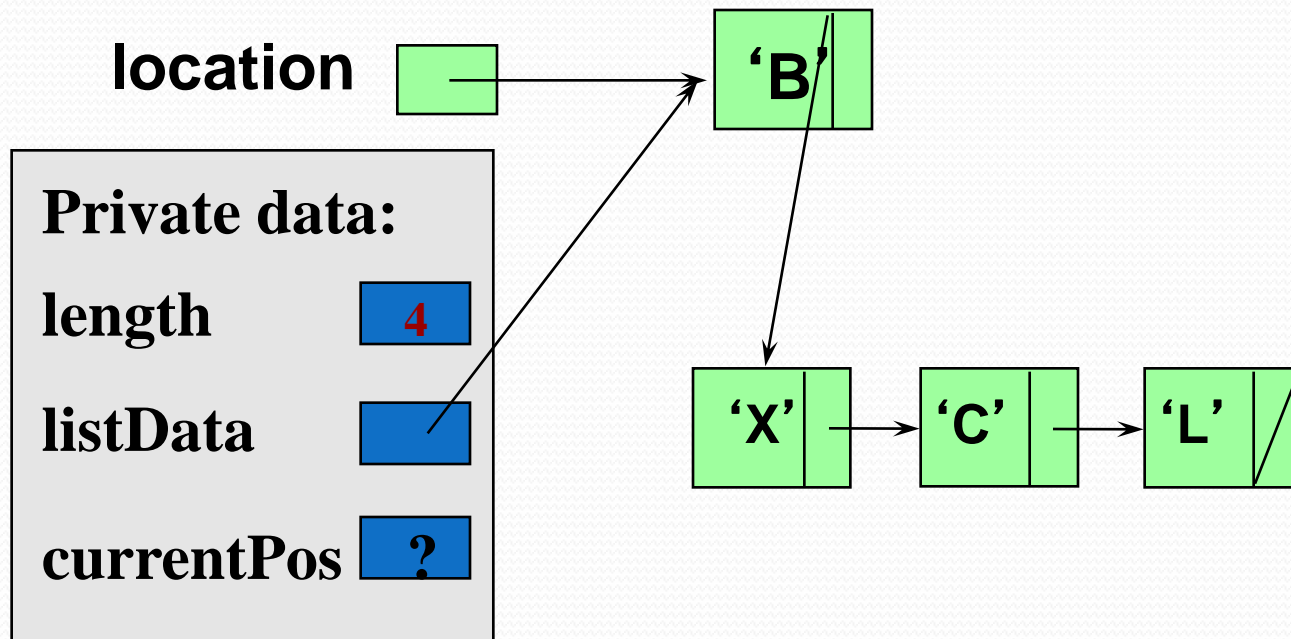 location
‘B’
Private data:
length 4
listData
currentPos ?
‘X’ ‘C’ ‘L’